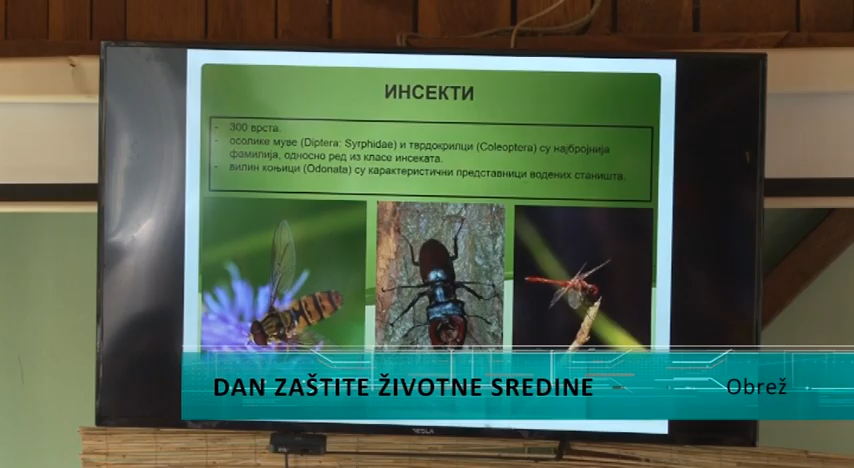 ИНСЕКТИ
- 300 врста.
- осолике муве (Diptera: Syrphidae) и тврдокрилци (Coleoptera) су најбројнија
фамилија, односно ред из класе инсеката.
- вилин коњици (Odonata) су карактеристични представници водених станишта.
DAN ZAŠTITE ŽIVOTNE SREDINE
Obrež
TESLA